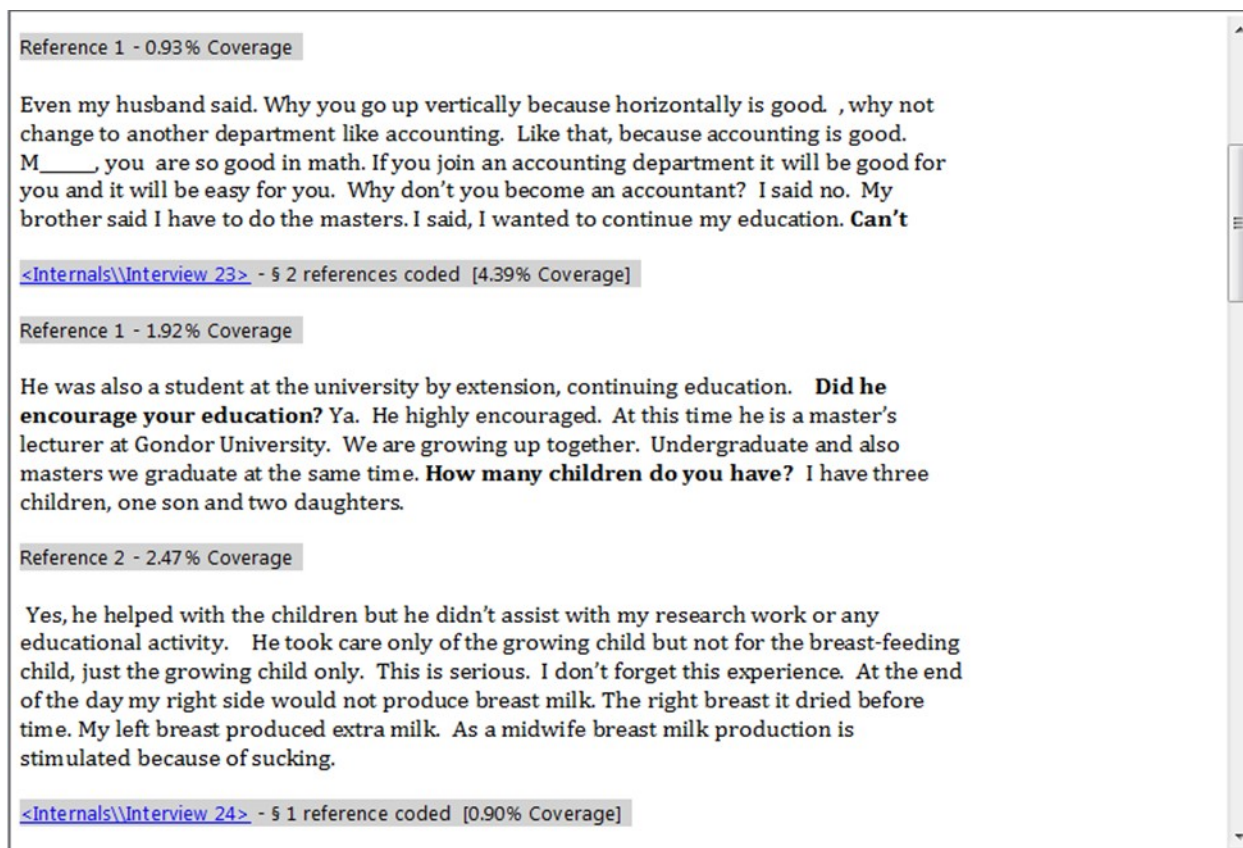 Reference 1 - 0.93% Coverage
Even my husband said. Why you go up vertically because horizontally is good.  , why not
change to another department like accounting.  Like that, because accounting is good.
M_____, you  are so good in math. If you join an accounting department it will be good for
you and it will be easy for you.  Why don't you become an accountant?  I said no.  My
brother said I have to do the masters. I said, I wanted to continue my education. Can't
<Internals\\Interview 23> - § 2 references coded  [4.39% Coverage]
Reference 1 - 1.92% Coverage
He was also a student at the university by extension, continuing education.    Did he
encourage your education? Ya.  He highly encouraged.  At this time he is a master's
lecturer at Gondor University.  We are growing up together.  Undergraduate and also
masters we graduate at the same time. How many children do you have?  I have three
children, one son and two daughters.
Reference 2 - 2.47% Coverage
Yes, he helped with the children but he didn't assist with my research work or any
educational activity.    He took care only of the growing child but not for the breast-feeding
child, just the growing child only.  This is serious.  I don't forget this experience.  At the end
of the day my right side would not produce breast milk. The right breast it dried before
time. My left breast produced extra milk.  As a midwife breast milk production is
stimulated because of sucking.
<Internals\\Interview 24> - § 1 reference coded  [0.90% Coverage]